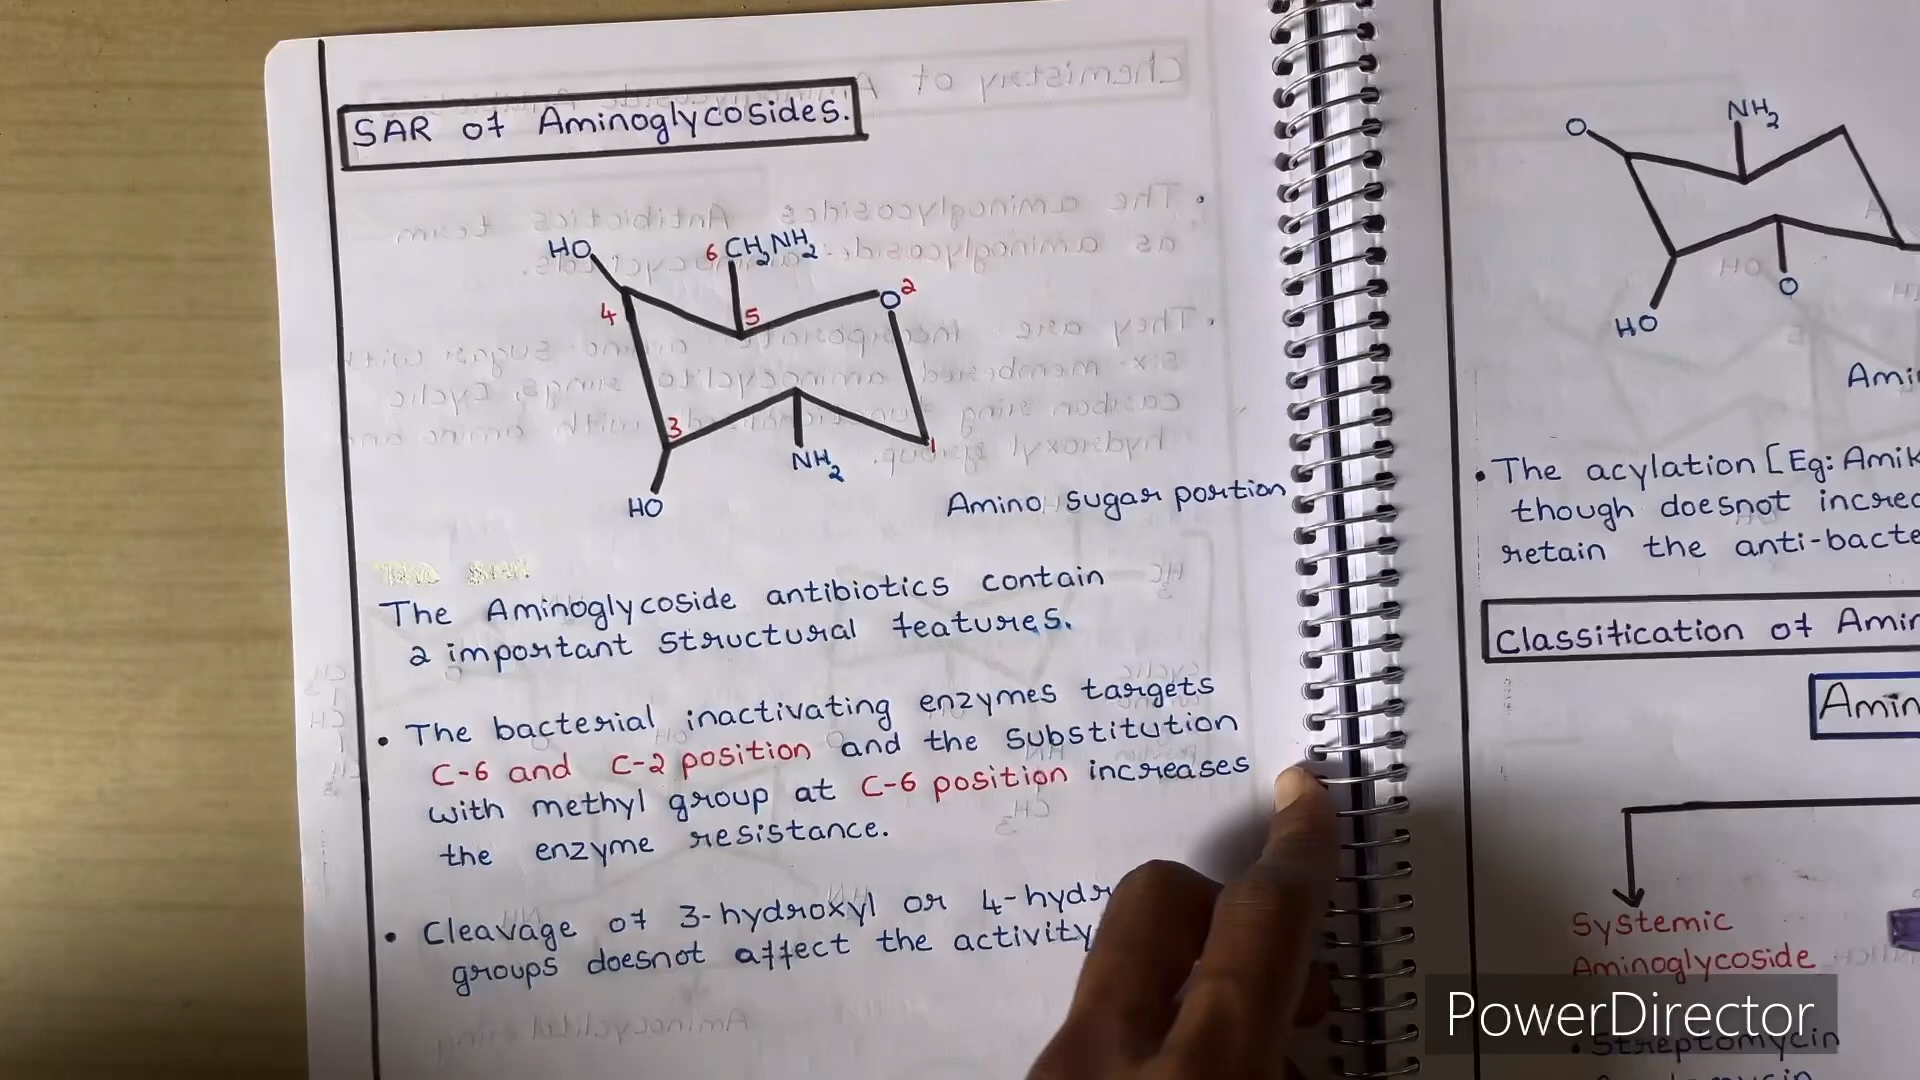 SAR of Aminoglycosides.
HO
6 CH2NH2
O 2
4
5
3
1
NH2
HO
Amino sugar portion
The Aminoglycoside antibiotics contain
2 important structural features.
• The bacterial inactivating enzymes targets
C-6 and C-2 position and the substitution
with methyl group at C-6 position increases
the enzyme resistance.
• Cleavage of 3-hydroxyl or 4-hydr
groups doesnot affect the activity
O
NH2
O
HO
Ami
• The acylation [Eg: Amik
though doesnot increa
retain the anti-bacte
Classification of Amin
Amin
Systemic
Aminoglycoside
• Streptomycin
PowerDirector